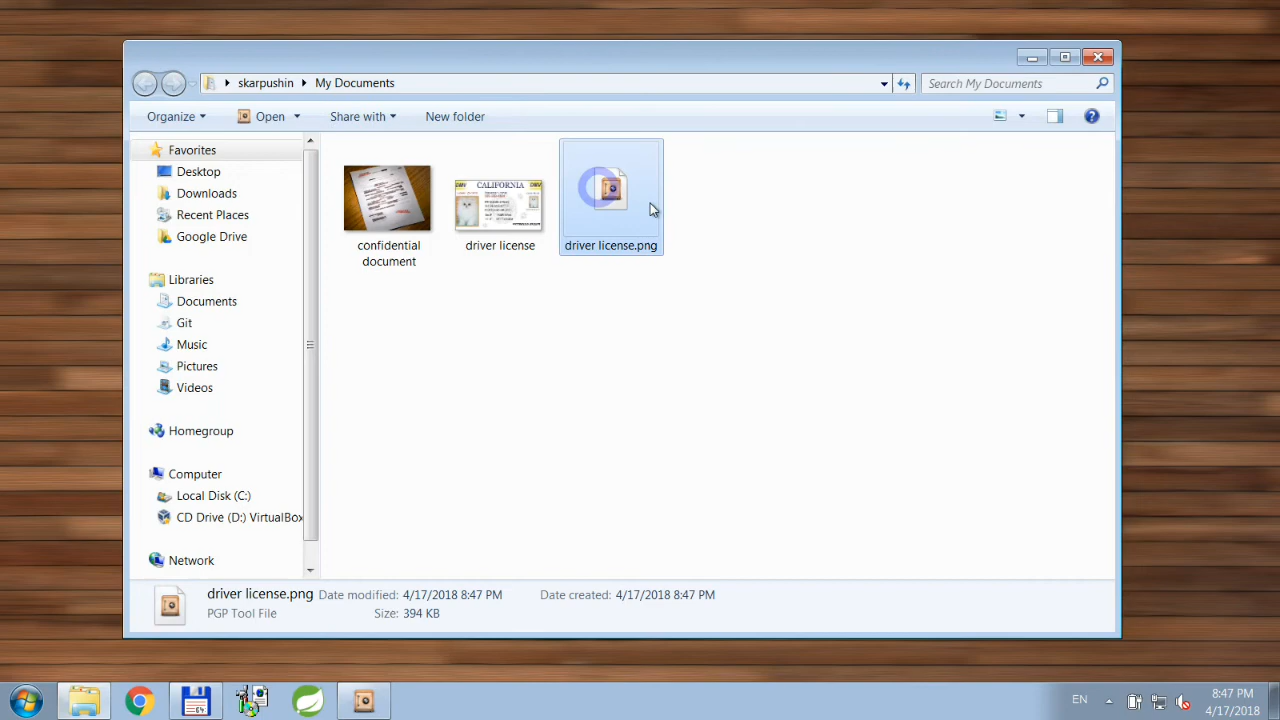 skarpushin My Documents
Search My Documents
Organize Open Share with New folder
Favorites
Desktop
Downloads
Recent Places
Google Drive
Libraries
Documents
Git
Music
Pictures
Videos
Homegroup
Computer
Local Disk (C:)
CD Drive (D:) VirtualBox
Network
CALIFORNIA
confidential
document
driver license
driver license.png
driver license.png Date modified: 4/17/2018 8:47 PM Date created: 4/17/2018 8:47 PM
PGP Tool File Size: 394 KB
64
EN
8:47 PM
4/17/2018